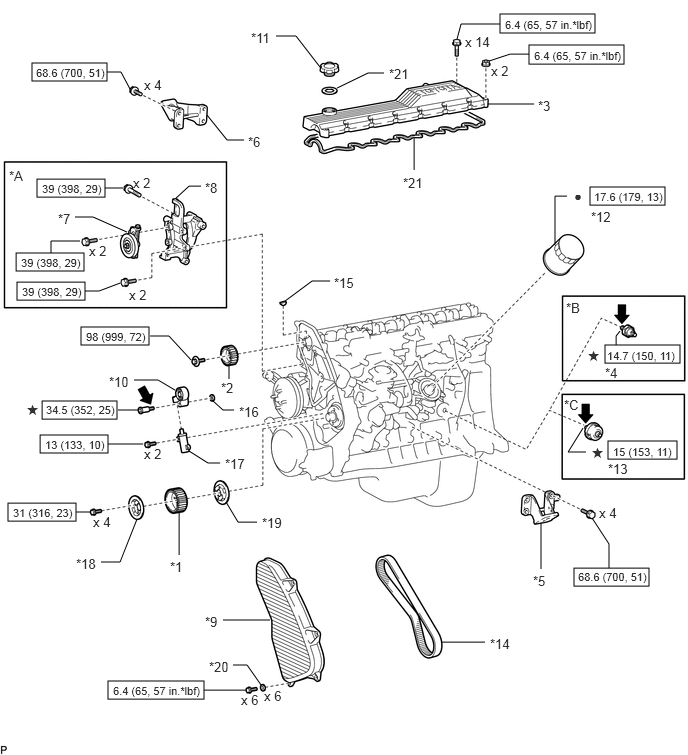 6.4 (65, 57 in.*lbf)
*11
x 14
6.4 (65, 57 in.*lbf)
x 2
68.6 (700, 51)
x 4
*21
*3
*6
*21
*A
39 (398, 29)
x 2
*8
*7
39 (398, 29)
x 2
39 (398, 29)
x 2
17.6 (179, 13)
*12
*15
*B
14.7 (150, 11)
*4
98 (999, 72)
*2
*10
34.5 (352, 25)
*16
*C
15 (153, 11)
*13
13 (133, 10)
x 2
*17
31 (316, 23)
x 4
*18
*1
*19
x 4
*5
68.6 (700, 51)
*9
*14
*20
6.4 (65, 57 in.*lbf)
x 6
x 6
P